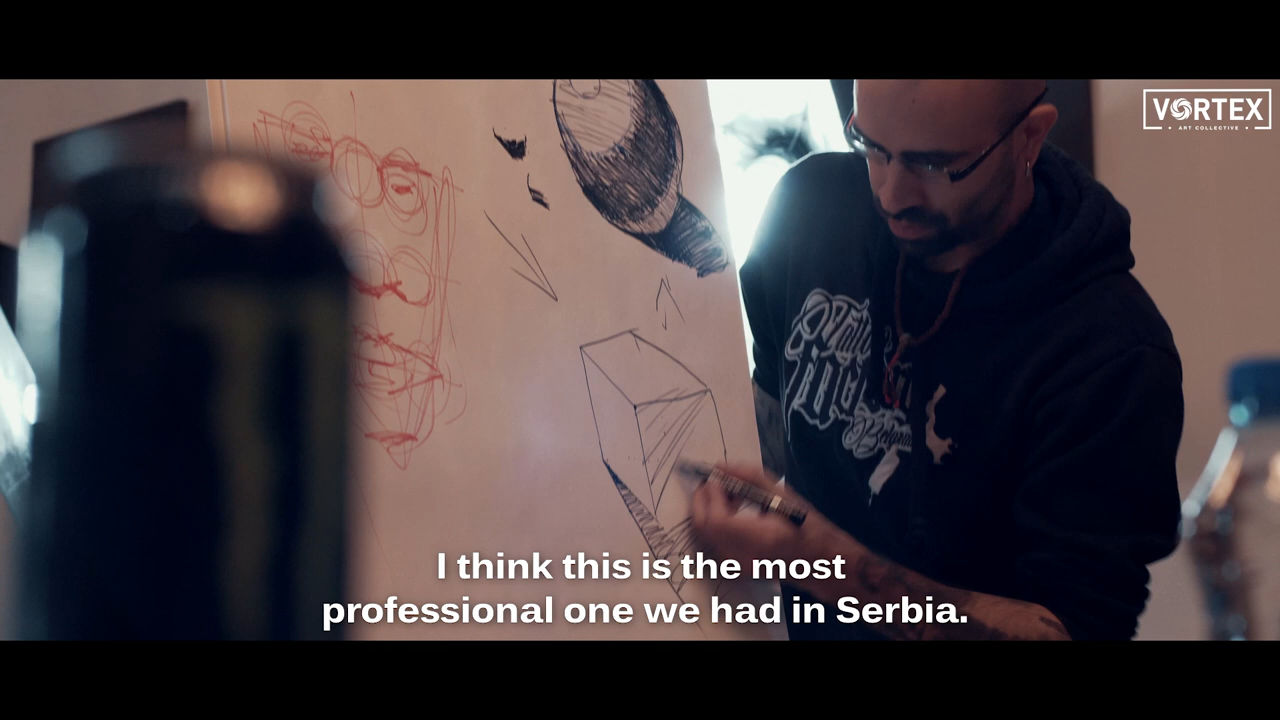 VORTEX
ART COLLECTIVE
I think this is the most
professional one we had in Serbia.